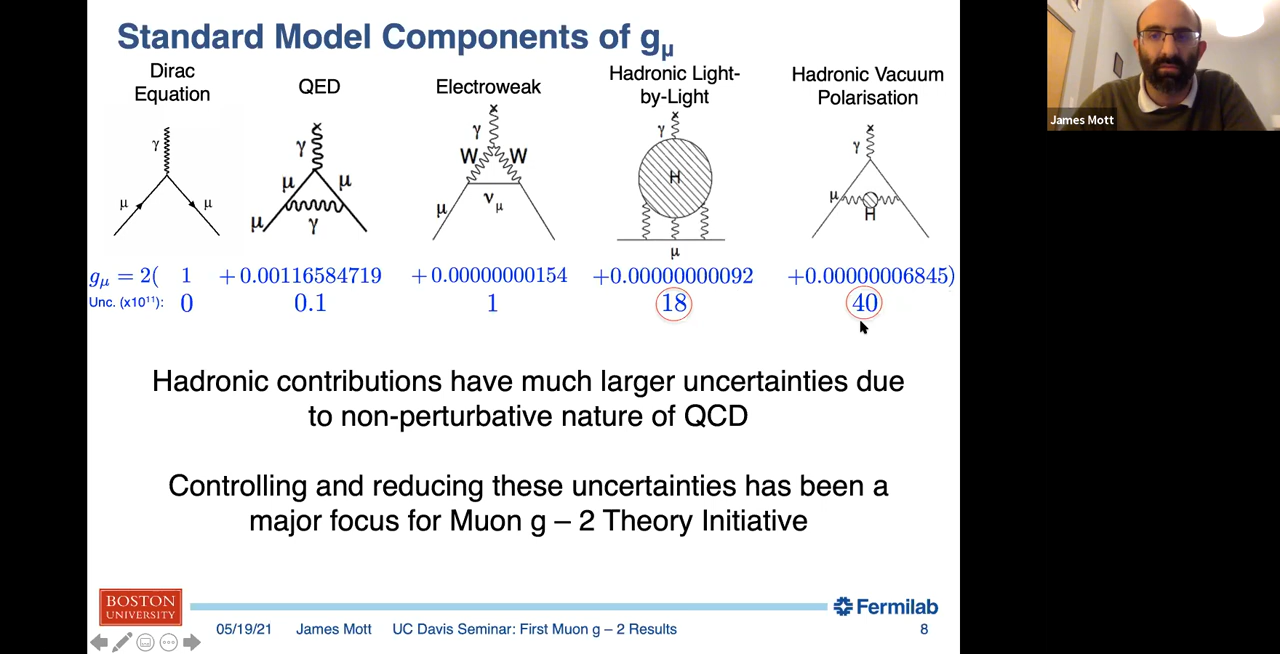 Standard Model Components of gμ
Dirac
Equation
QED
Electroweak
Hadronic Light-
by-Light
Hadronic Vacuum
Polarisation
γ
μ
μ
γ
μ
μ
μ
γ
γ
W
W
μ
νμ
γ
H
μ
γ
μ
H
gμ = 2( 1 +0.00116584719 +0.00000000154 +0.00000000092 +0.00000006845)
Unc. (x10¹¹): 0 0.1 1 18 40
Hadronic contributions have much larger uncertainties due
to non-perturbative nature of QCD
Controlling and reducing these uncertainties has been a
major focus for Muon g – 2 Theory Initiative
BOSTON
UNIVERSITY
Fermilab
05/19/21 James Mott UC Davis Seminar: First Muon g – 2 Results 8
James Mott